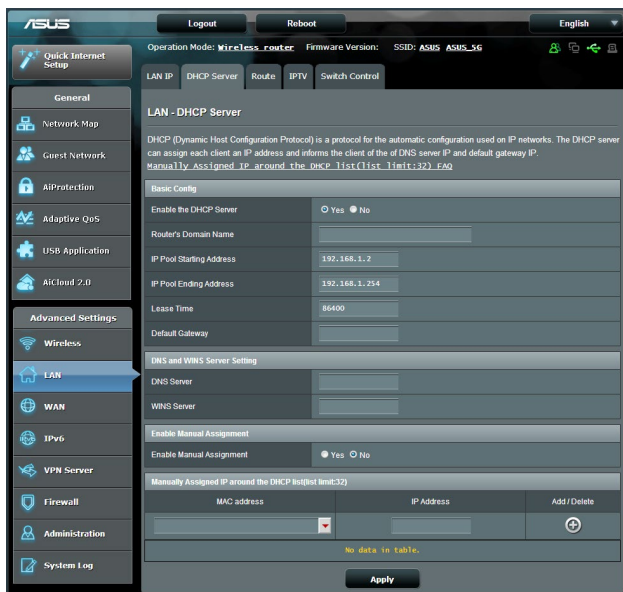 ASUS
Logout
Reboot
English
Operation Mode: Wireless router Firmware Version: SSID: ASUS ASUS_5G
Quick Internet
Setup
General
Network Map
Guest Network
AiProtection
Adaptive QoS
USB Application
AiCloud 2.0
Advanced Settings
Wireless
LAN
WAN
IPv6
VPN Server
Firewall
Administration
System Log
LAN IP
DHCP Server
Route
IPTV
Switch Control
LAN - DHCP Server
DHCP (Dynamic Host Configuration Protocol) is a protocol for the automatic configuration used on IP networks. The DHCP server
can assign each client an IP address and informs the client of the of DNS server IP and default gateway IP.
Manually Assigned IP around the DHCP list(list limit:32) FAQ
Basic Config
Enable the DHCP Server Yes No
Router's Domain Name
IP Pool Starting Address 192.168.1.2
IP Pool Ending Address 192.168.1.254
Lease Time 86400
Default Gateway
DNS and WINS Server Setting
DNS Server
WINS Server
Enable Manual Assignment
Enable Manual Assignment Yes No
Manually Assigned IP around the DHCP list(list limit:32)
MAC address IP Address Add / Delete
No data in table.
Apply